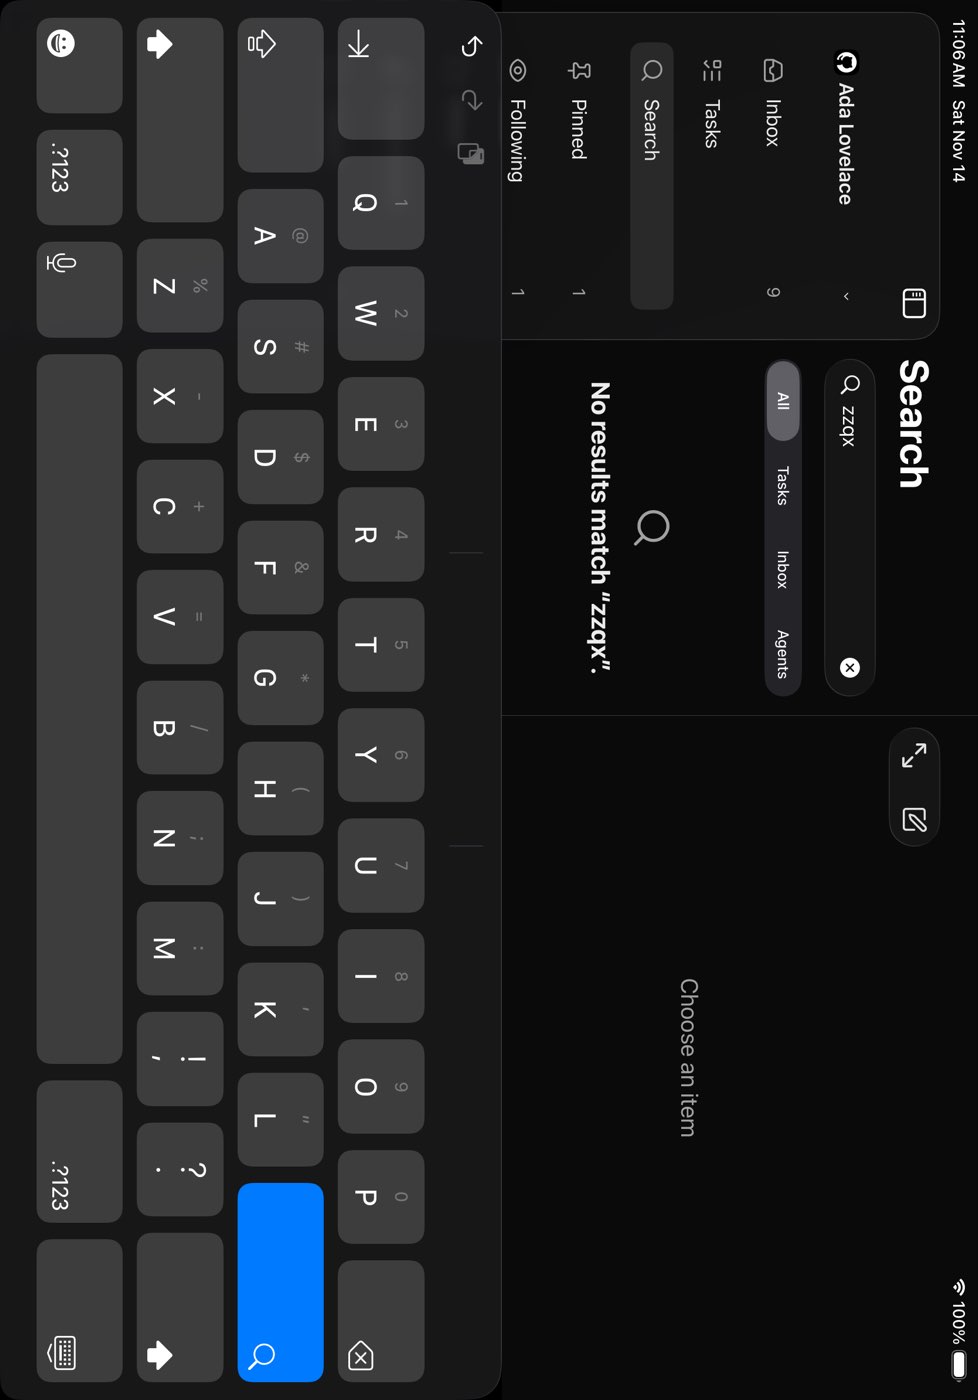 11:06 AM Sat Nov 14
100%
Ada Lovelace
Inbox 9
Tasks
Search
Pinned 1
Following 1
Search
zzqx
All Tasks Inbox Agents
No results match “zzqx”.
Choose an item
1 2 3 4 5 6 7 8 9 0
Q W E R T Y U I O P
@ # $ & * ( ) ' "
A S D F G H J K L
% - + = / ; : ! ?
Z X C V B N M , .
.?123 .?123